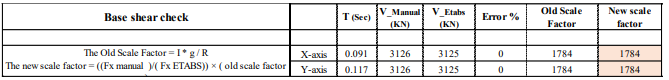 Base shear check T (Sec) V_Manual (KN) V_Etabs (KN) Error % Old Scale Factor New scale factor
The Old Scale Factor = I * g / R X-axis 0.091 3126 3125 0 1784 1784
The new scale factor = ((Fx manual )/( Fx ETABS)) × ( old scale factor Y-axis 0.117 3126 3125 0 1784 1784